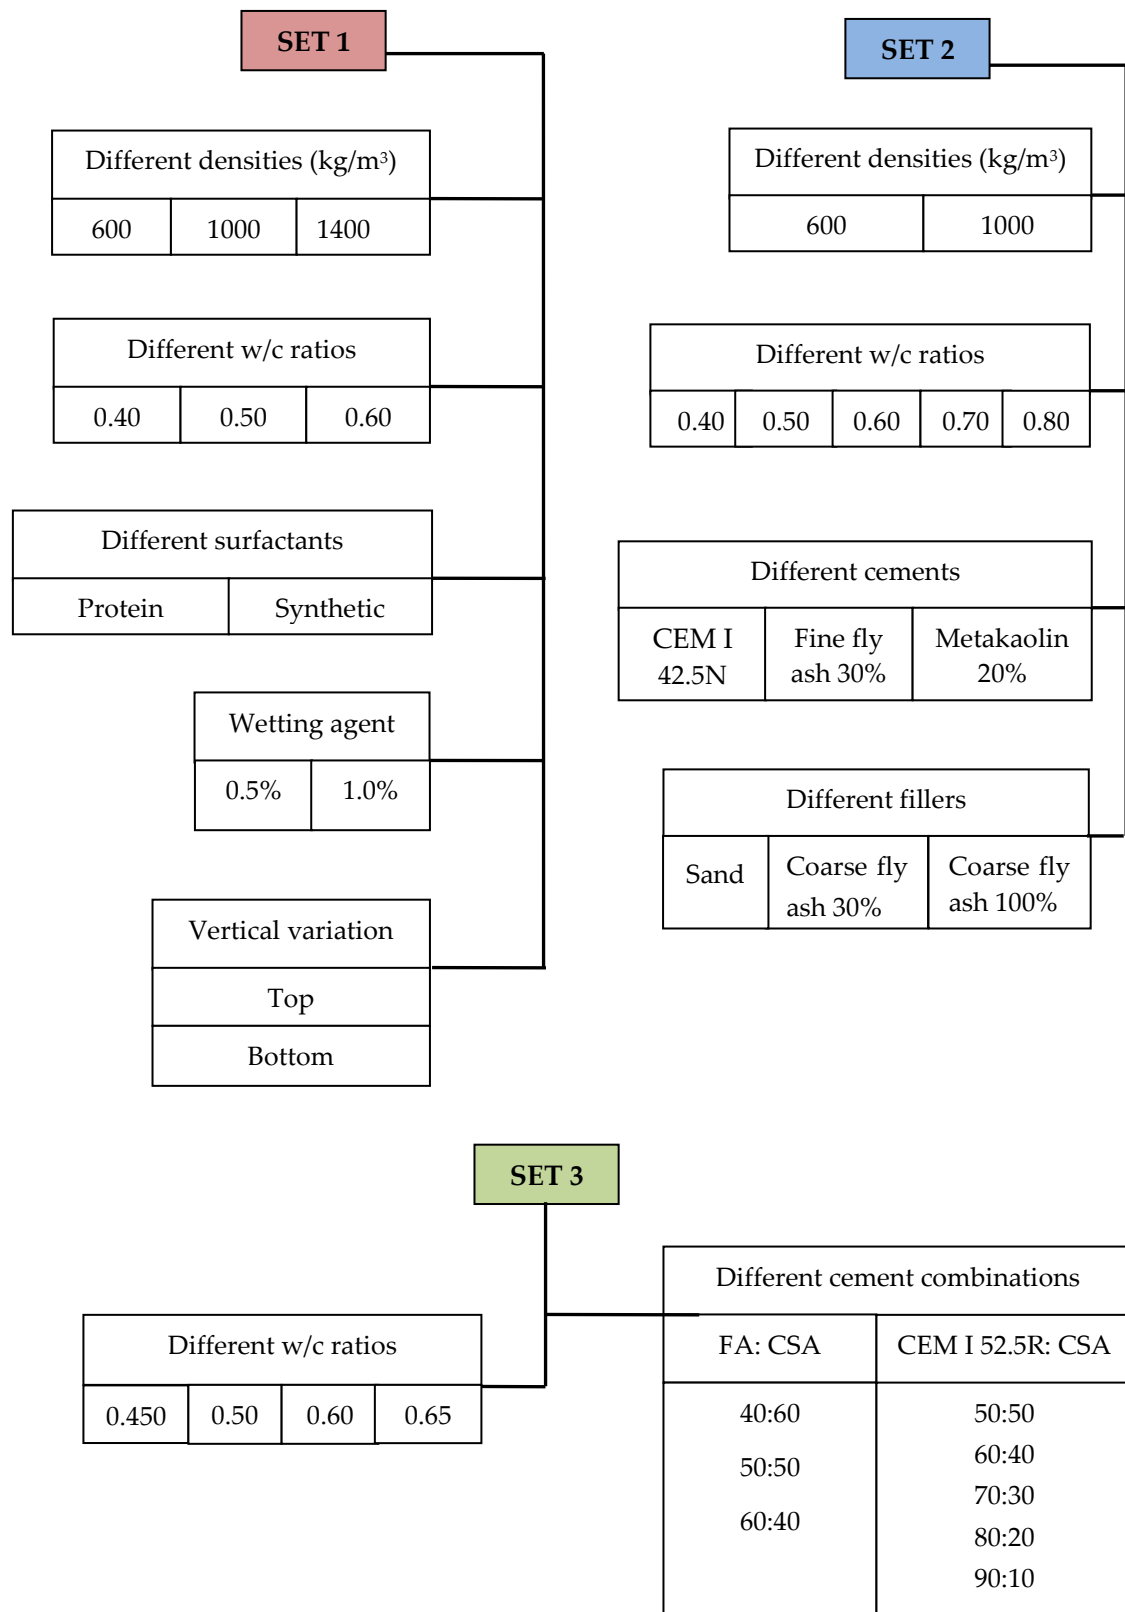 SET 1
Different densities (kg/m³)
600 1000 1400
Different w/c ratios
0.40 0.50 0.60
Different surfactants
Protein Synthetic
Wetting agent
0.5% 1.0%
Vertical variation
Top
Bottom
SET 2
Different densities (kg/m³)
600 1000
Different w/c ratios
0.40 0.50 0.60 0.70 0.80
Different cements
CEM I
42.5N
Fine fly
ash 30%
Metakaolin
20%
Different fillers
Sand
Coarse fly
ash 30%
Coarse fly
ash 100%
SET 3
Different w/c ratios
0.450 0.50 0.60 0.65
Different cement combinations
FA: CSA
40:60
50:50
60:40
CEM I 52.5R: CSA
50:50
60:40
70:30
80:20
90:10